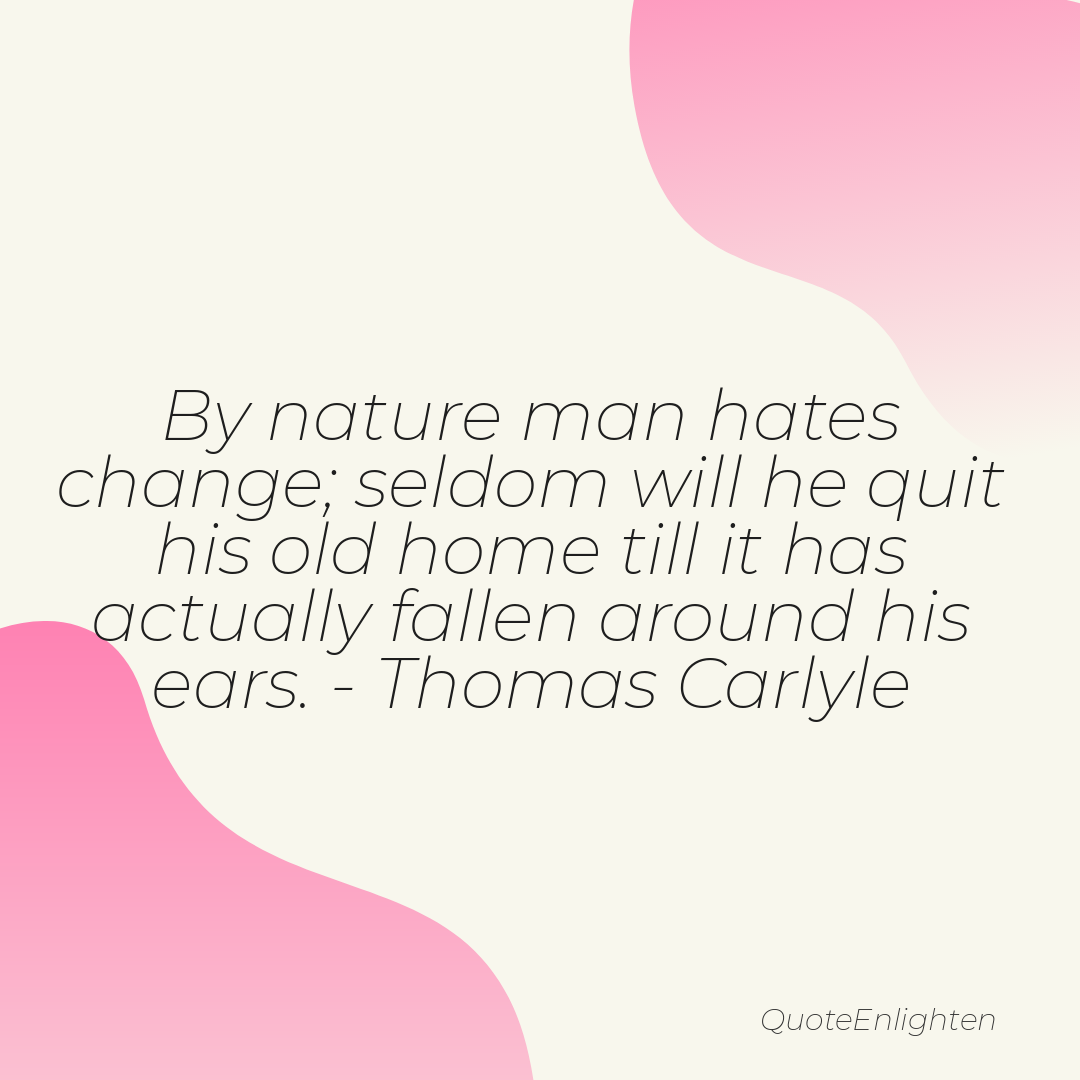 By nature man hates
change; seldom will he quit
his old home till it has
actually fallen around his
ears. - Thomas Carlyle
QuoteEnlighten